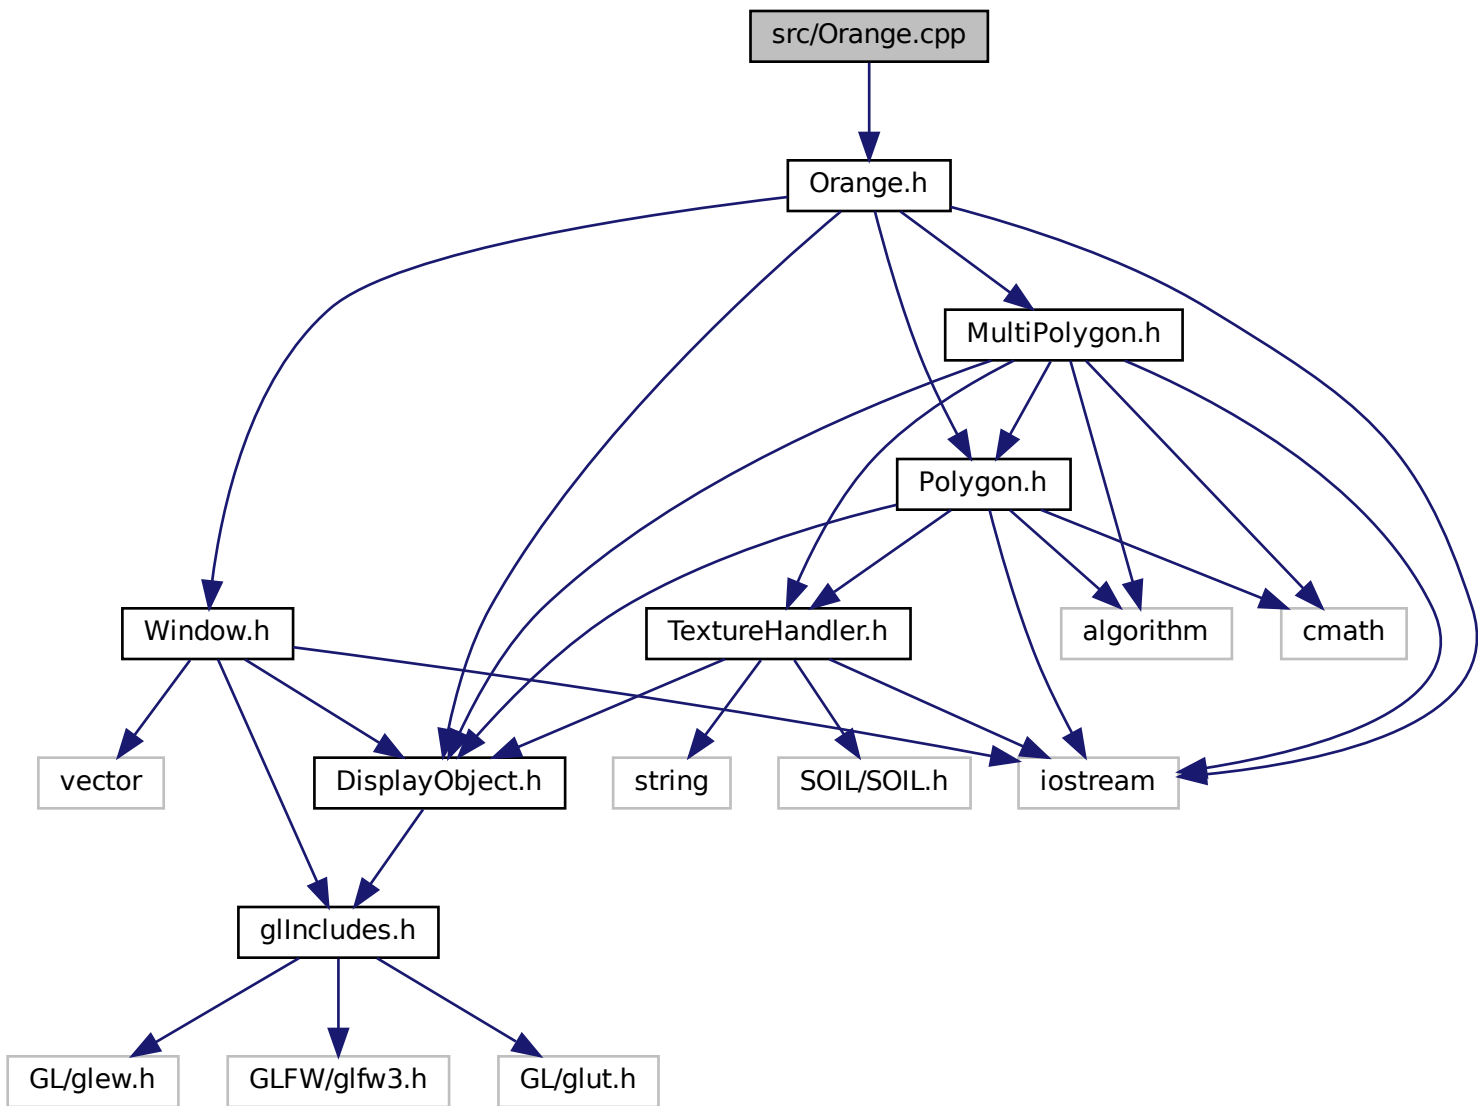 src/Orange.cpp
Orange.h
MultiPolygon.h
Polygon.h
Window.h
TextureHandler.h
algorithm
cmath
vector
DisplayObject.h
string
SOIL/SOIL.h
iostream
glIncludes.h
GL/glew.h
GLFW/glfw3.h
GL/glut.h